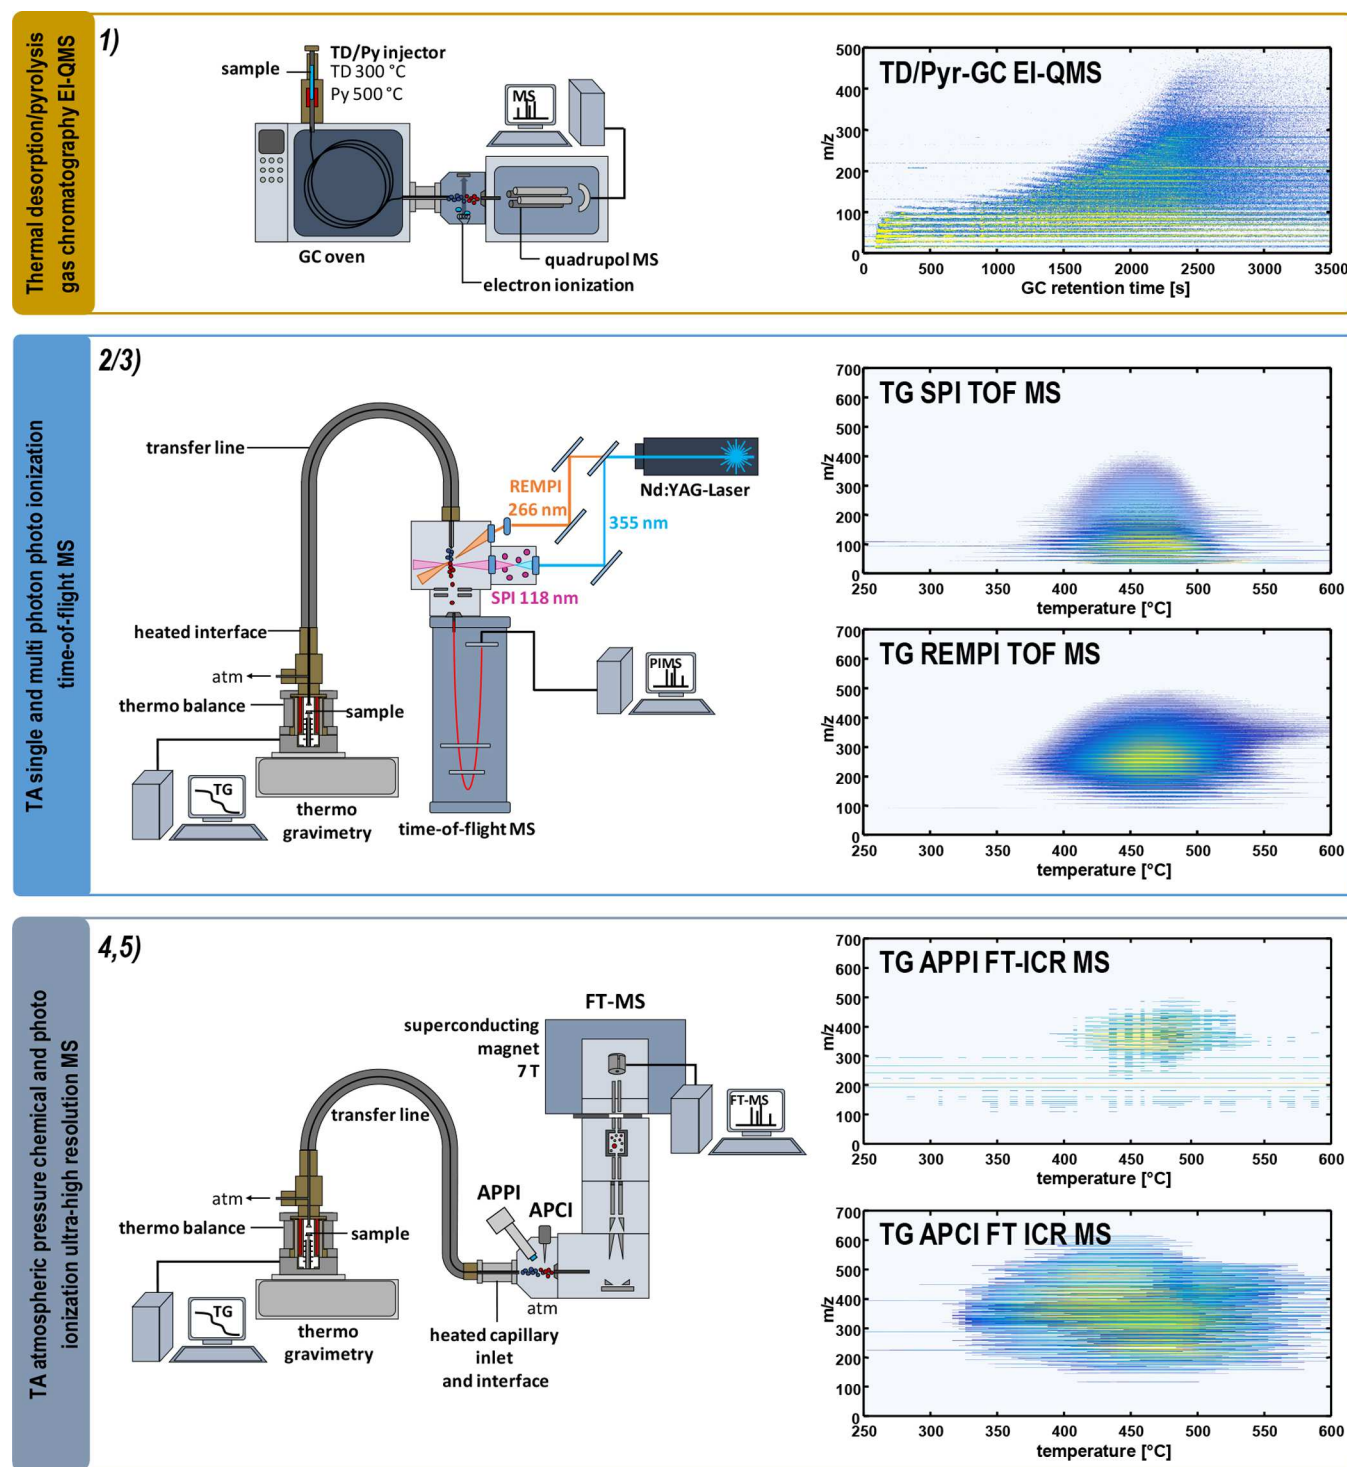 Thermal desorption/pyrolysis
gas chromatography EI-QMS
1)
TD/Py injector
sample
TD 300 °C
Py 500 °C
MS
GC oven
quadrupol MS
electron ionization
TD/Pyr-GC EI-QMS
m/z
500
400
300
200
100
0
0 500 1000 1500 2000 2500 3000 3500
GC retention time [s]
TA single and multi photon photo ionization
time-of-flight MS
2/3)
transfer line
REMPI
266 nm
Nd:YAG-Laser
355 nm
SPI 118 nm
heated interface
atm
thermo balance
sample
PIMS
TG
thermo
gravimetry
time-of-flight MS
TG SPI TOF MS
m/z
700
600
500
400
300
200
100
0
250 300 350 400 450 500 550 600
temperature [°C]
TG REMPI TOF MS
m/z
700
600
500
400
300
200
100
0
250 300 350 400 450 500 550 600
temperature [°C]
TA atmospheric pressure chemical and photo
ionization ultra-high resolution MS
4,5)
FT-MS
superconducting
magnet
7 T
transfer line
FT-MS
atm
APPI
APCI
thermo balance
sample
atm
TG
thermo
gravimetry
heated capillary
inlet
and interface
TG APPI FT-ICR MS
m/z
700
600
500
400
300
200
100
0
250 300 350 400 450 500 550 600
temperature [°C]
TG APCI FT ICR MS
m/z
700
600
500
400
300
200
100
0
250 300 350 400 450 500 550 600
temperature [°C]